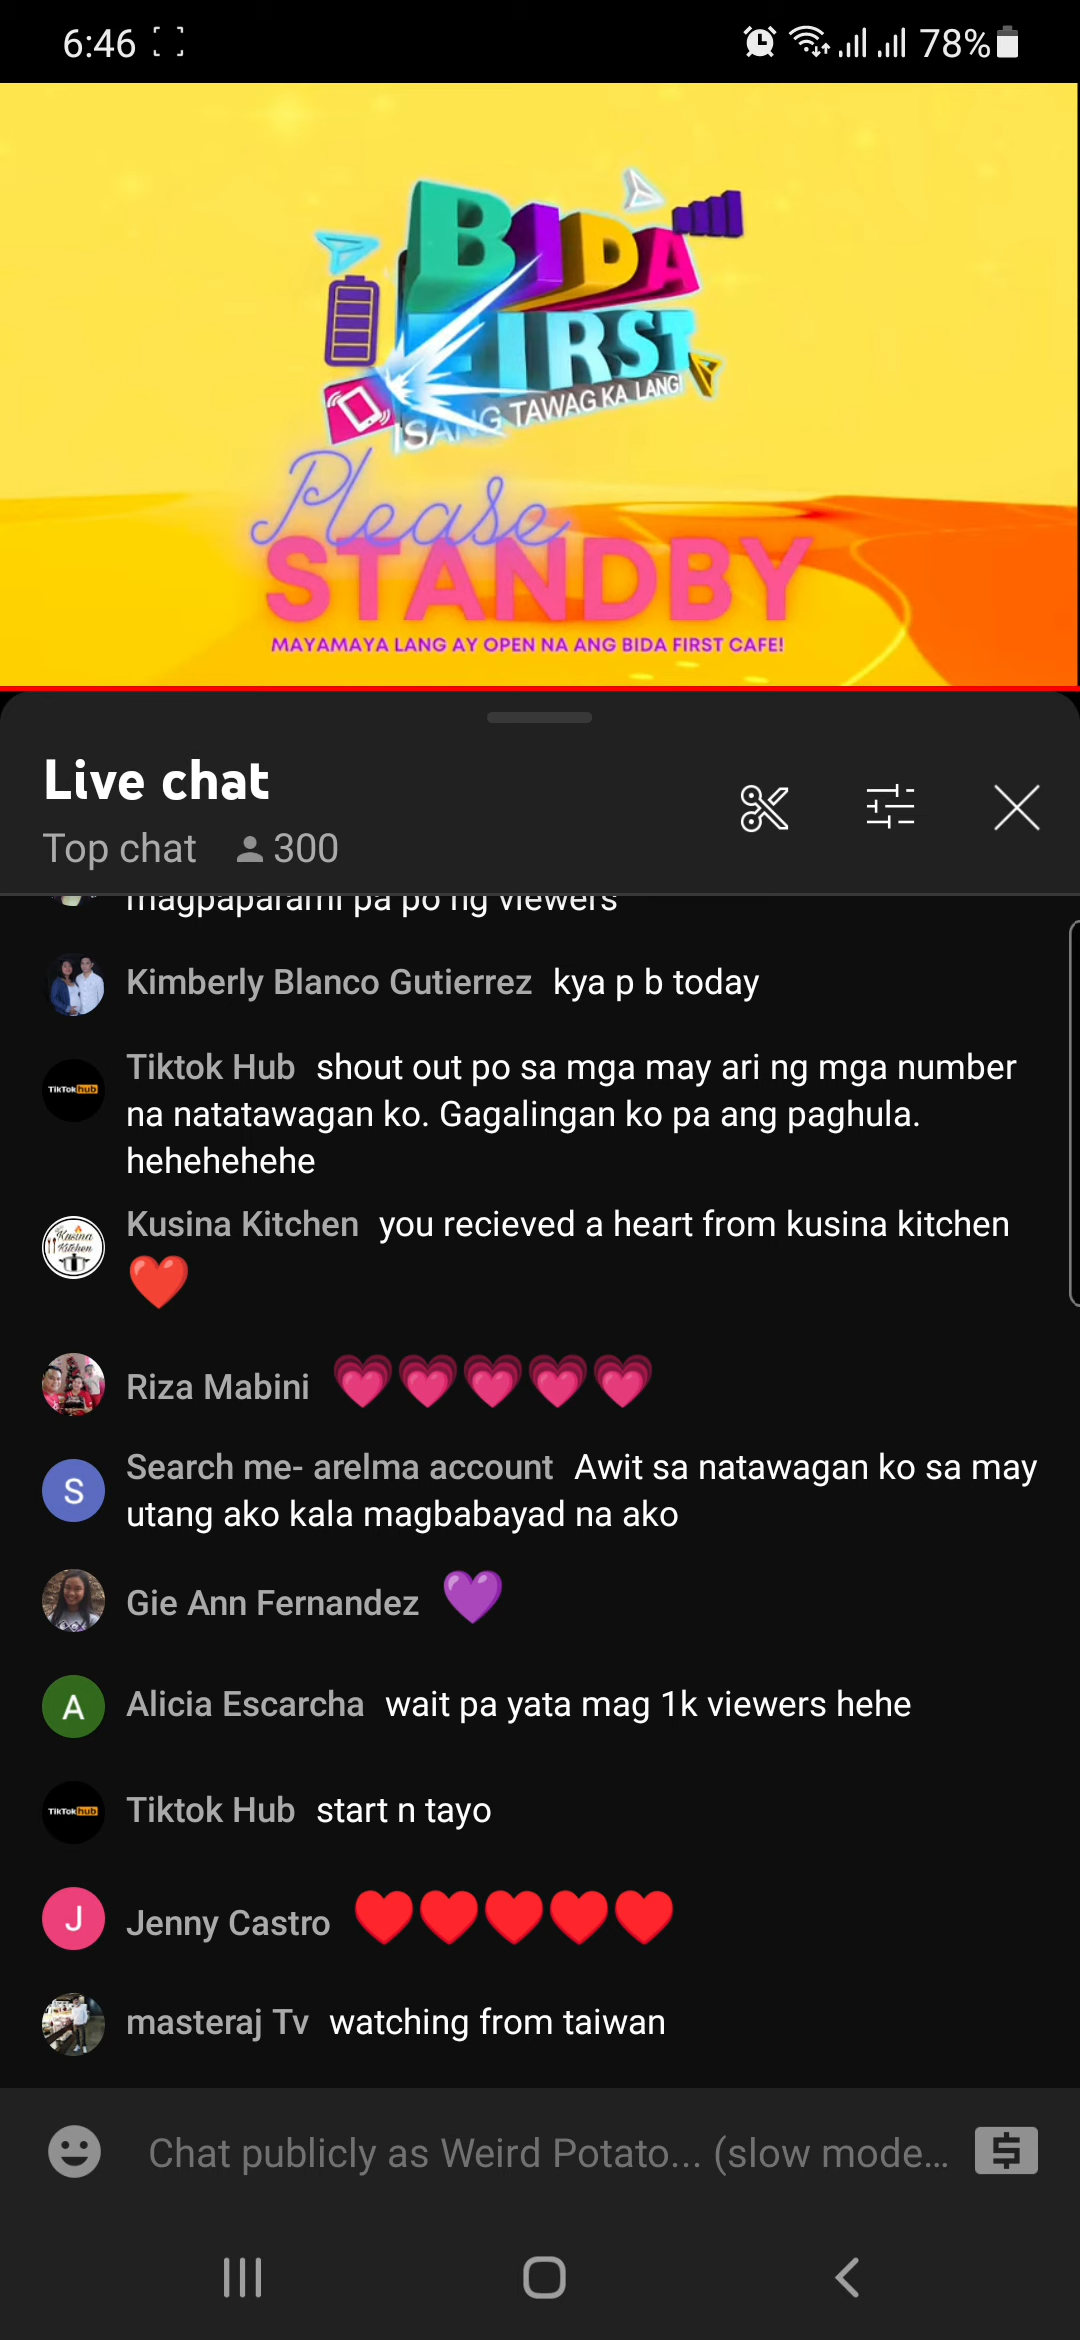 6:46 78%
BIDA
FIRST
ISANG TAWAG KA LANG!
Please
STANDBY
MAYAMAYA LANG AY OPEN NA ANG BIDA FIRST CAFE!
Live chat
Top chat 300
magpaparami pa po ng viewers
Kimberly Blanco Gutierrez kya p b today
Tiktok Hub shout out po sa mga may ari ng mga number
na natatawagan ko. Gagalingan ko pa ang paghula.
hehehehehe
Kusina Kitchen you recieved a heart from kusina kitchen
❤️
Riza Mabini 💗💗💗💗💗
Search me- arelma account Awit sa natawagan ko sa may
utang ako kala magbabayad na ako
Gie Ann Fernandez 💜
Alicia Escarcha wait pa yata mag 1k viewers hehe
Tiktok Hub start n tayo
Jenny Castro ♥️♥️♥️♥️♥️
masteraj Tv watching from taiwan
Chat publicly as Weird Potato... (slow mode...